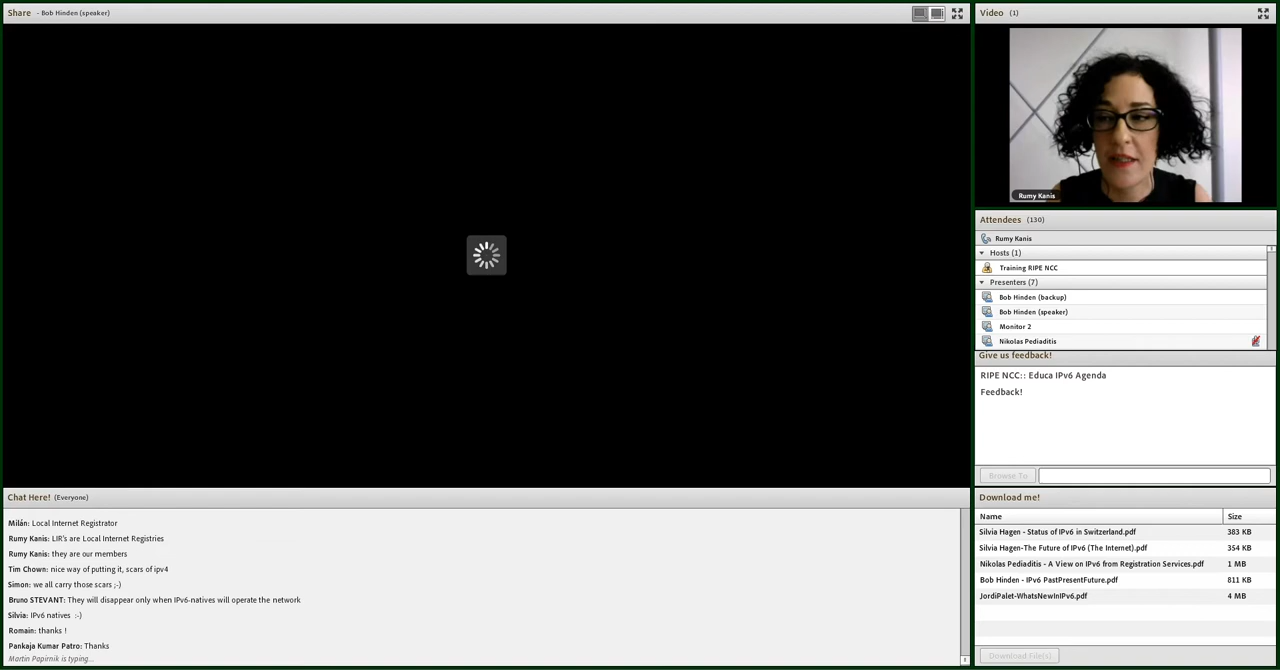 Share - Bob Hinden (speaker)
Video (1)
Rumy Kanis
Attendees (130)
Rumy Kanis
Hosts (1)
Training RIPE NCC
Presenters (7)
Bob Hinden (backup)
Bob Hinden (speaker)
Monitor 2
Nikolas Pediaditis
Give us feedback!
RIPE NCC:: Educa IPv6 Agenda
Feedback!
Browse To
Chat Here! (Everyone)
Milán: Local Internet Registrator
Rumy Kanis: LIR's are Local Internet Registries
Rumy Kanis: they are our members
Tim Chown: nice way of putting it, scars of ipv4
Simon: we all carry those scars ;-)
Bruno STEVANT: They will disappear only when IPv6-natives will operate the network
Silvia: IPv6 natives :-)
Romain: thanks !
Pankaja Kumar Patro: Thanks
Martin Papirnik is typing...
Download me!
Name Size
Silvia Hagen - Status of IPv6 in Switzerland.pdf 383 KB
Silvia Hagen-The Future of IPv6 (The Internet).pdf 354 KB
Nikolas Pediaditis - A View on IPv6 from Registration Services.pdf 1 MB
Bob Hinden - IPv6 PastPresentFuture.pdf 811 KB
JordiPalet-WhatsNewInIPv6.pdf 4 MB
Download File(s)